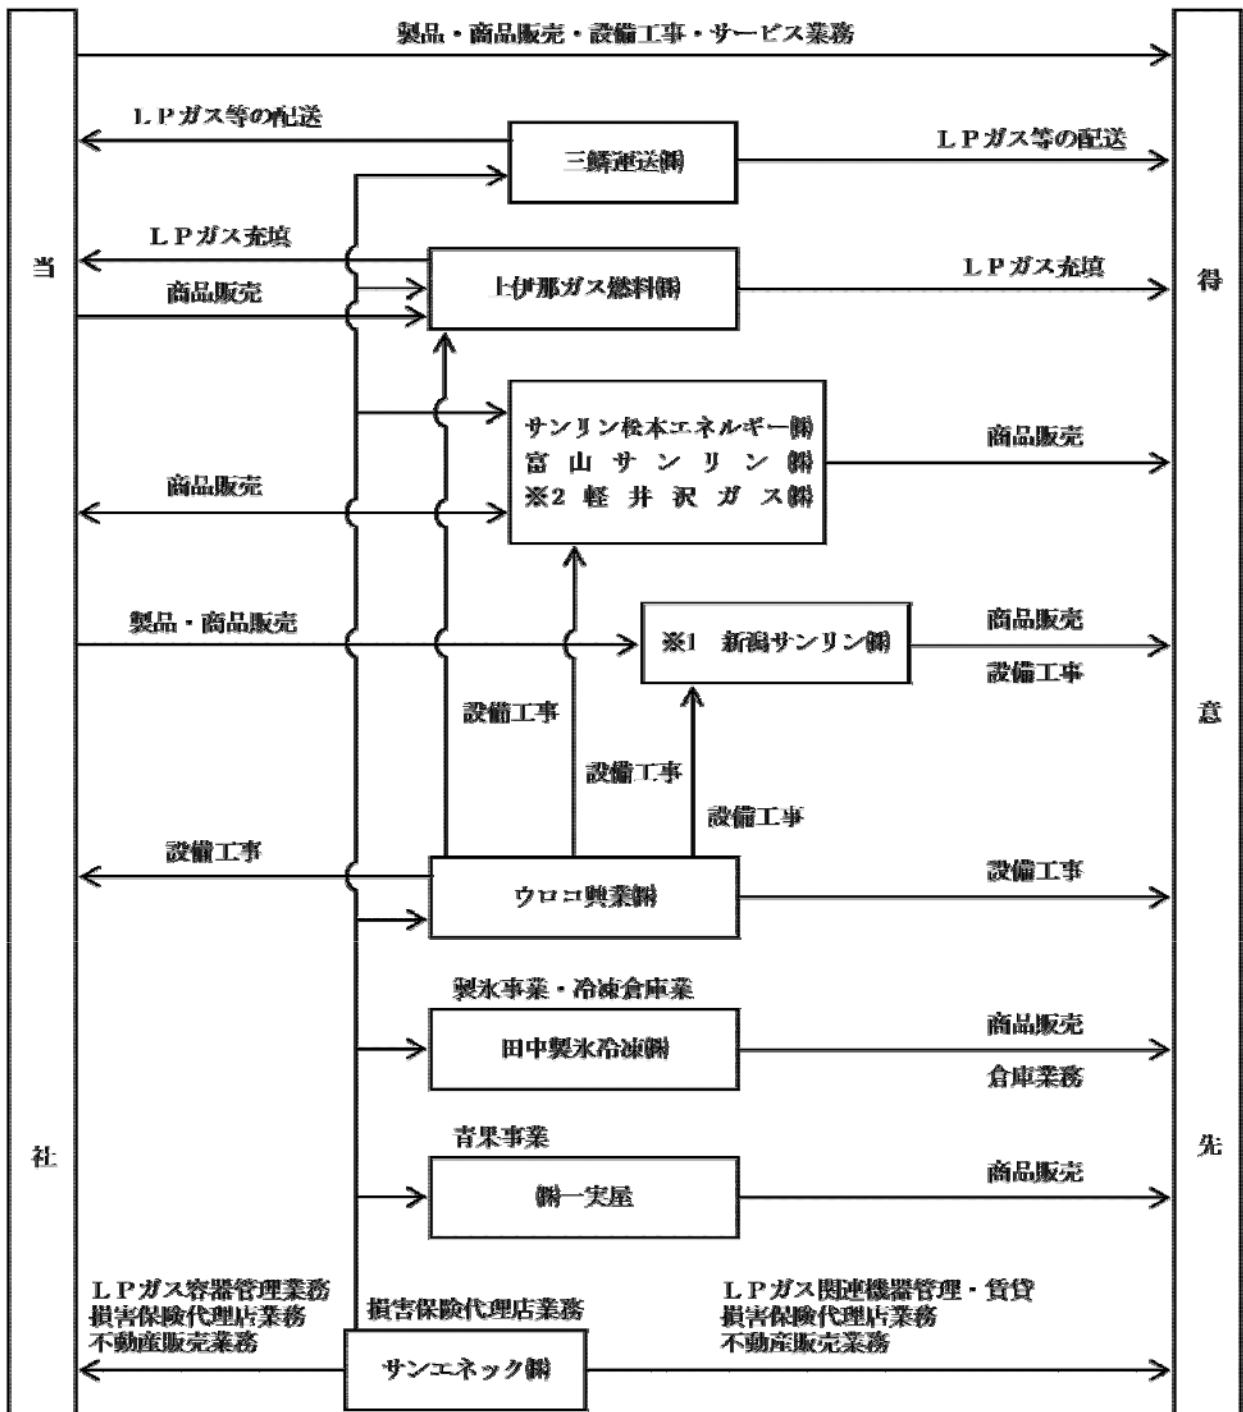 製品・商品販売・設備工事・サービス業務
ＬＰガス等の配送
三鱗運送㈱
ＬＰガス等の配送
ＬＰガス充填
商品販売
上伊那ガス燃料㈱
ＬＰガス充填
当
得
サンリン松本エネルギー㈱
富山サンリン㈱
※2 軽井沢ガス㈱
商品販売
商品販売
製品・商品販売
※1　新潟サンリン㈱
商品販売
設備工事
設備工事
意
設備工事
設備工事
設備工事
ウロコ興業㈱
設備工事
製氷事業・冷凍倉庫業
田中製氷冷凍㈱
商品販売
倉庫業務
青果事業
㈱一実屋
商品販売
社
先
ＬＰガス容器管理業務
損害保険代理店業務
不動産販売業務
損害保険代理店業務
サンエネック㈱
ＬＰガス関連機器管理・賃貸
損害保険代理店業務
不動産販売業務